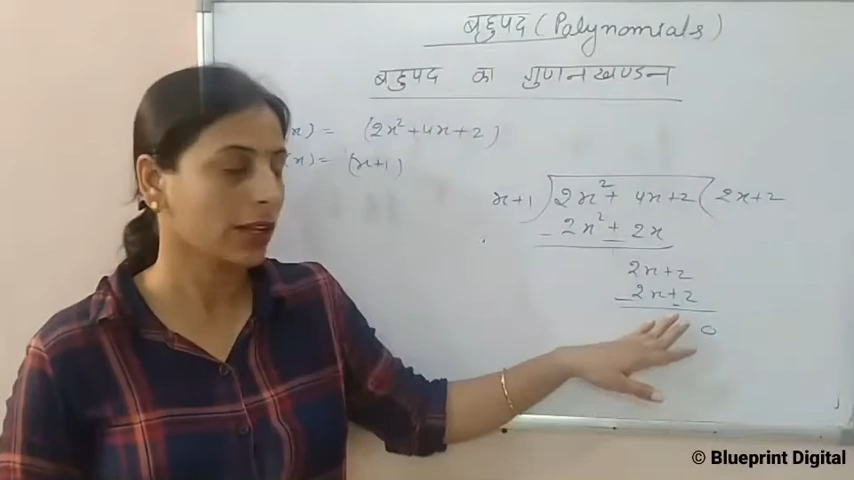 बहुपद (Polynomials)
बहुपद का गुणनखण्डन
x) = (2x²+4x+2)
(x) = (x+1)
x+1)2x²+4x+2(2x+2
-2x²+2x
2x+2
-2x+2
0
© Blueprint Digital